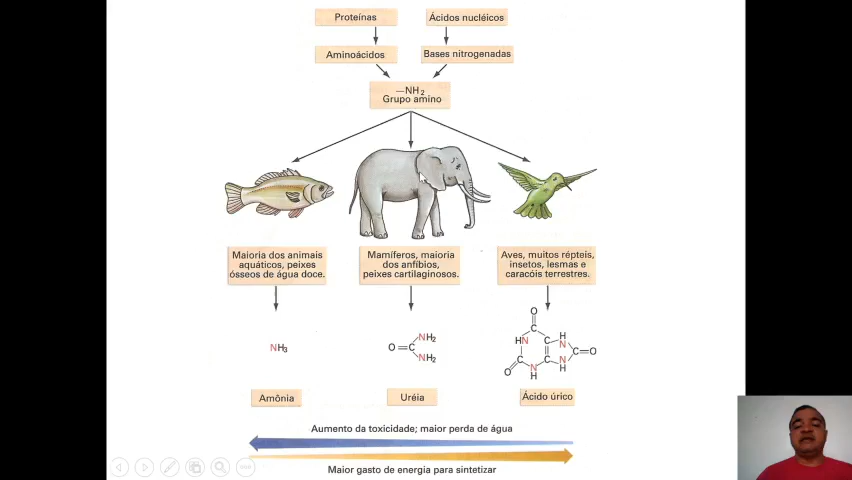 Proteínas
Ácidos nucléicos
Aminoácidos
Bases nitrogenadas
—NH2
Grupo amino
Maioria dos animais
aquáticos, peixes
ósseos de água doce.
Mamíferos, maioria
dos anfíbios,
peixes cartilaginosos.
Aves, muitos répteis,
insetos, lesmas e
caracóis terrestres.
NH3
O=C
NH2
NH2
O
C
HN
C
H
N
C=O
C
O
N
H
C
N
H
Amônia
Uréia
Ácido úrico
Aumento da toxicidade; maior perda de água
Maior gasto de energia para sintetizar